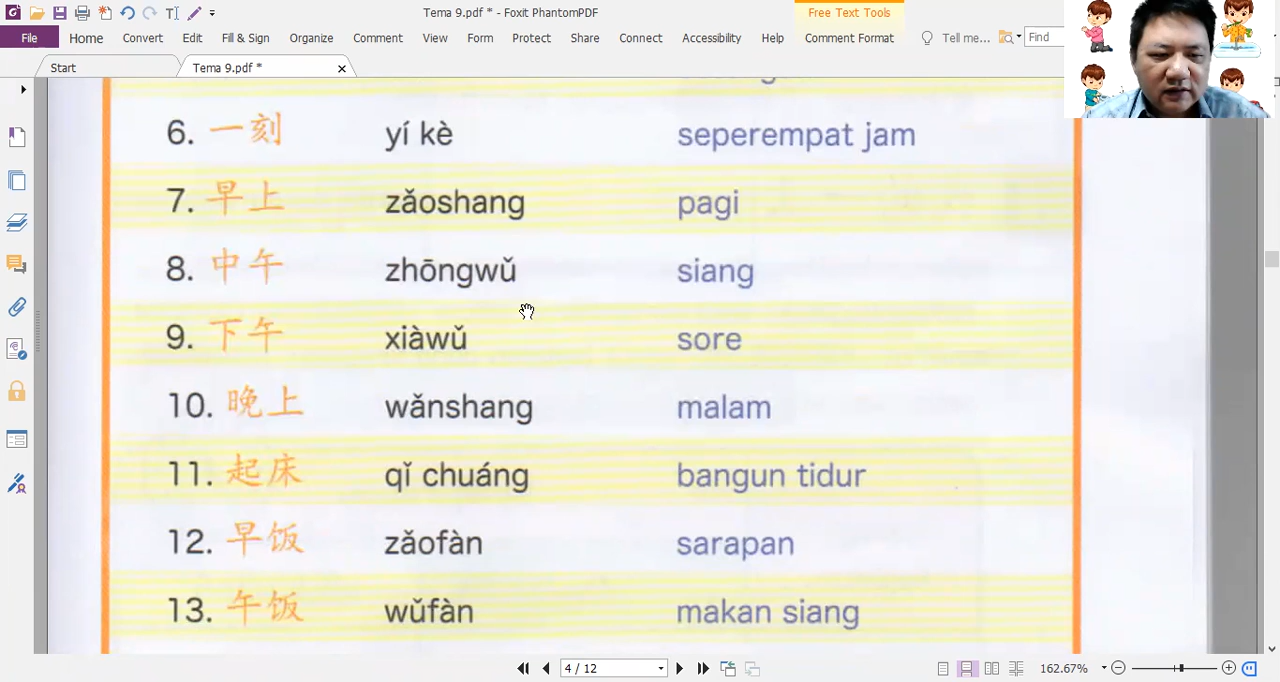 Tema 9.pdf * - Foxit PhantomPDF
Free Text Tools
File Home Convert Edit Fill & Sign Organize Comment View Form Protect Share Connect Accessibility Help Comment Format Tell me... Find
Start Tema 9.pdf *
6. 一刻 yí kè seperempat jam
7. 早上 zǎoshang pagi
8. 中午 zhōngwǔ siang
9. 下午 xiàwǔ sore
10. 晚上 wǎnshang malam
11. 起床 qǐ chuáng bangun tidur
12. 早饭 zǎofàn sarapan
13. 午饭 wǔfàn makan siang
4 / 12 162.67%